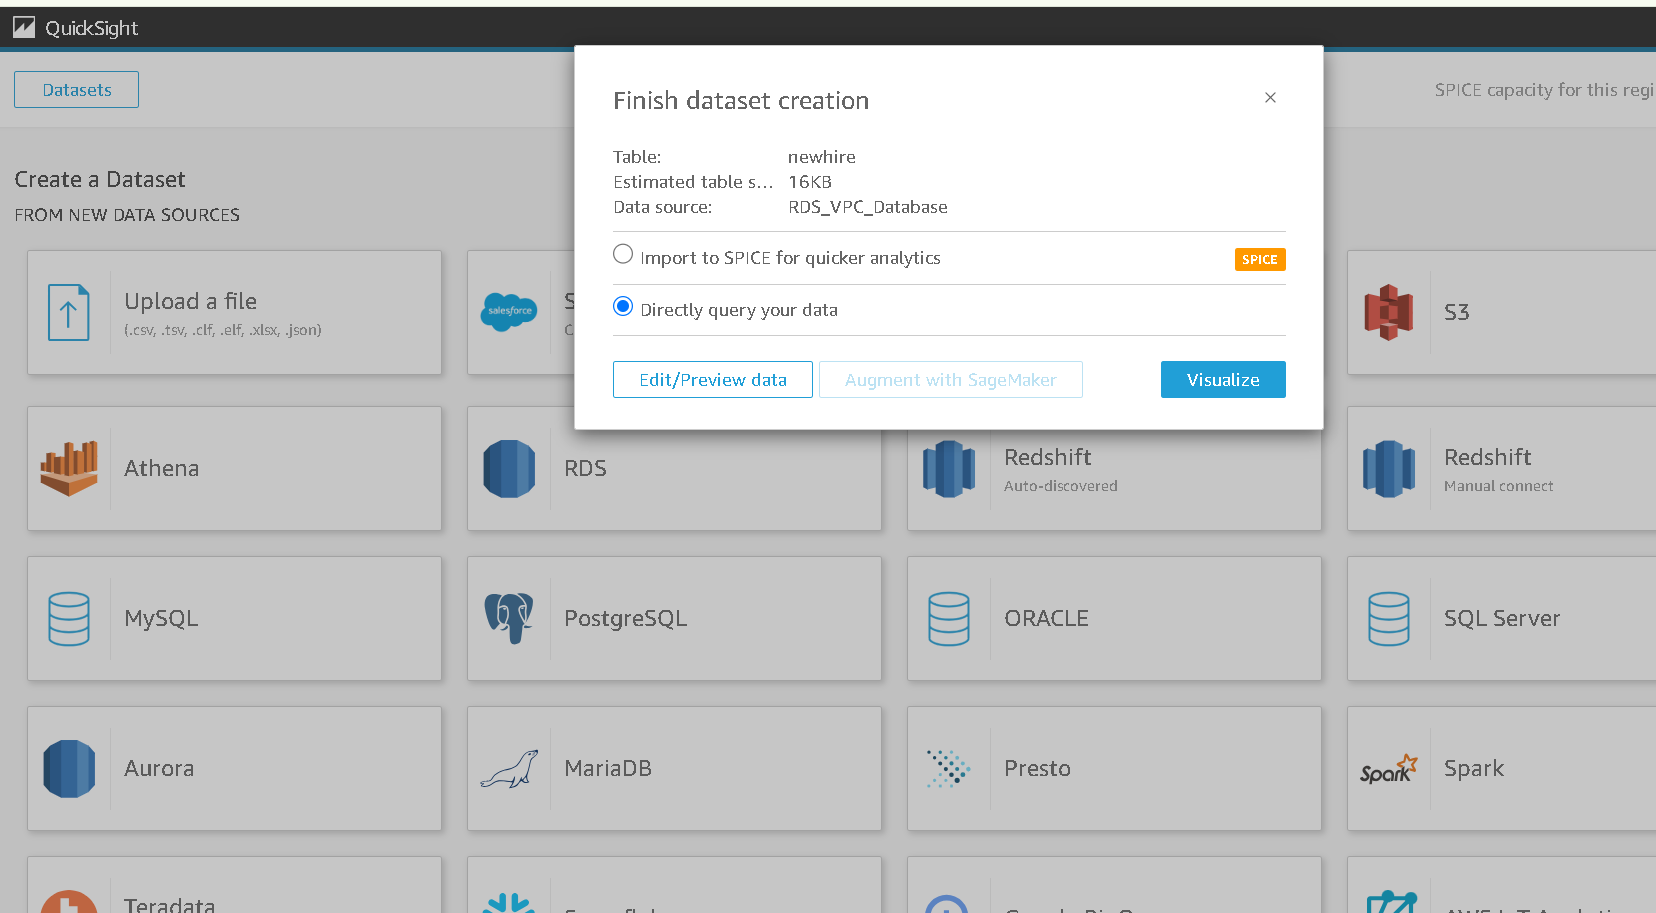 QuickSight
Datasets
SPICE capacity for this regi
Finish dataset creation
Table: newhire
Estimated table s... 16KB
Data source: RDS_VPC_Database
Import to SPICE for quicker analytics SPICE
Directly query your data
Edit/Preview data Augment with SageMaker Visualize
Create a Dataset
FROM NEW DATA SOURCES
Upload a file
(.csv, .tsv, .clf, .elf, .xlsx, .json)
salesforce
S3
Athena
RDS
Redshift
Auto-discovered
Redshift
Manual connect
MySQL
PostgreSQL
ORACLE
SQL Server
Aurora
MariaDB
Presto
Spark Spark
Teradata